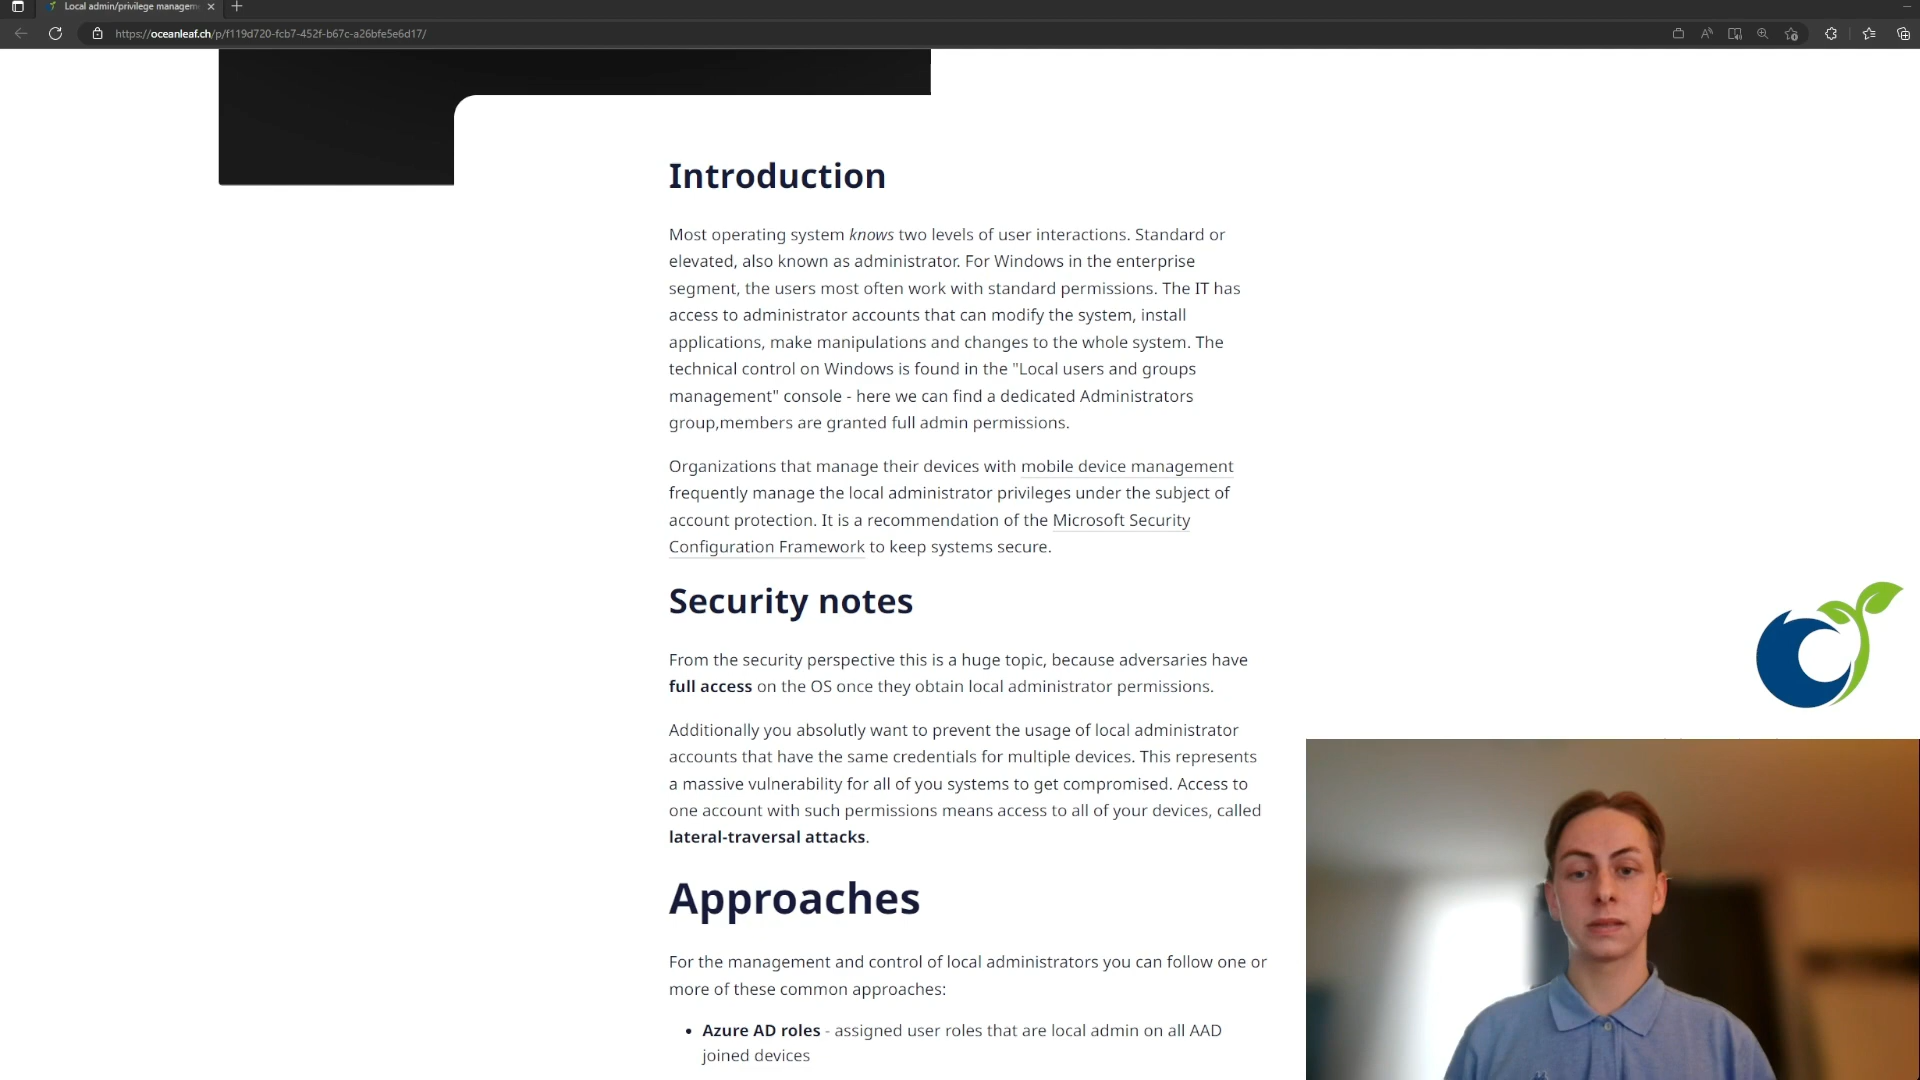 Local admin/privilege managem
https://oceanleaf.ch/p/f119d720-fcb7-452f-b67c-a26bfe5e6d17/
Introduction
Most operating system knows two levels of user interactions. Standard or
elevated, also known as administrator. For Windows in the enterprise
segment, the users most often work with standard permissions. The IT has
access to administrator accounts that can modify the system, install
applications, make manipulations and changes to the whole system. The
technical control on Windows is found in the "Local users and groups
management" console - here we can find a dedicated Administrators
group,members are granted full admin permissions.
Organizations that manage their devices with mobile device management
frequently manage the local administrator privileges under the subject of
account protection. It is a recommendation of the Microsoft Security
Configuration Framework to keep systems secure.
Security notes
From the security perspective this is a huge topic, because adversaries have
full access on the OS once they obtain local administrator permissions.
Additionally you absolutly want to prevent the usage of local administrator
accounts that have the same credentials for multiple devices. This represents
a massive vulnerability for all of you systems to get compromised. Access to
one account with such permissions means access to all of your devices, called
lateral-traversal attacks.
Approaches
For the management and control of local administrators you can follow one or
more of these common approaches:
• Azure AD roles - assigned user roles that are local admin on all AAD
joined devices